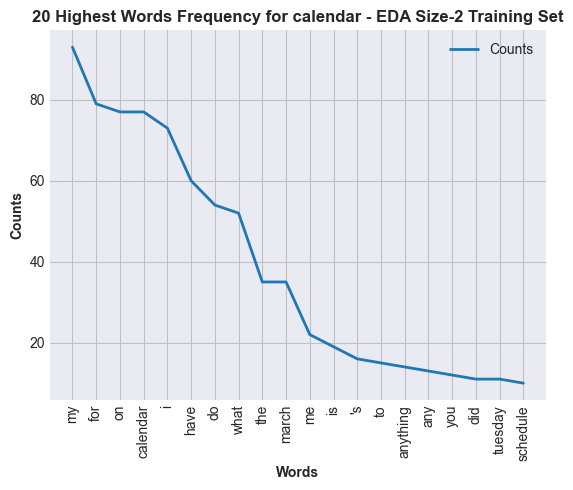 20 Highest Words Frequency for calendar - EDA Size-2 Training Set
Counts
80
60
40
20
Counts
my
for
on
calendar
i
have
do
what
the
march
me
is
's
to
anything
any
you
did
tuesday
schedule
Words